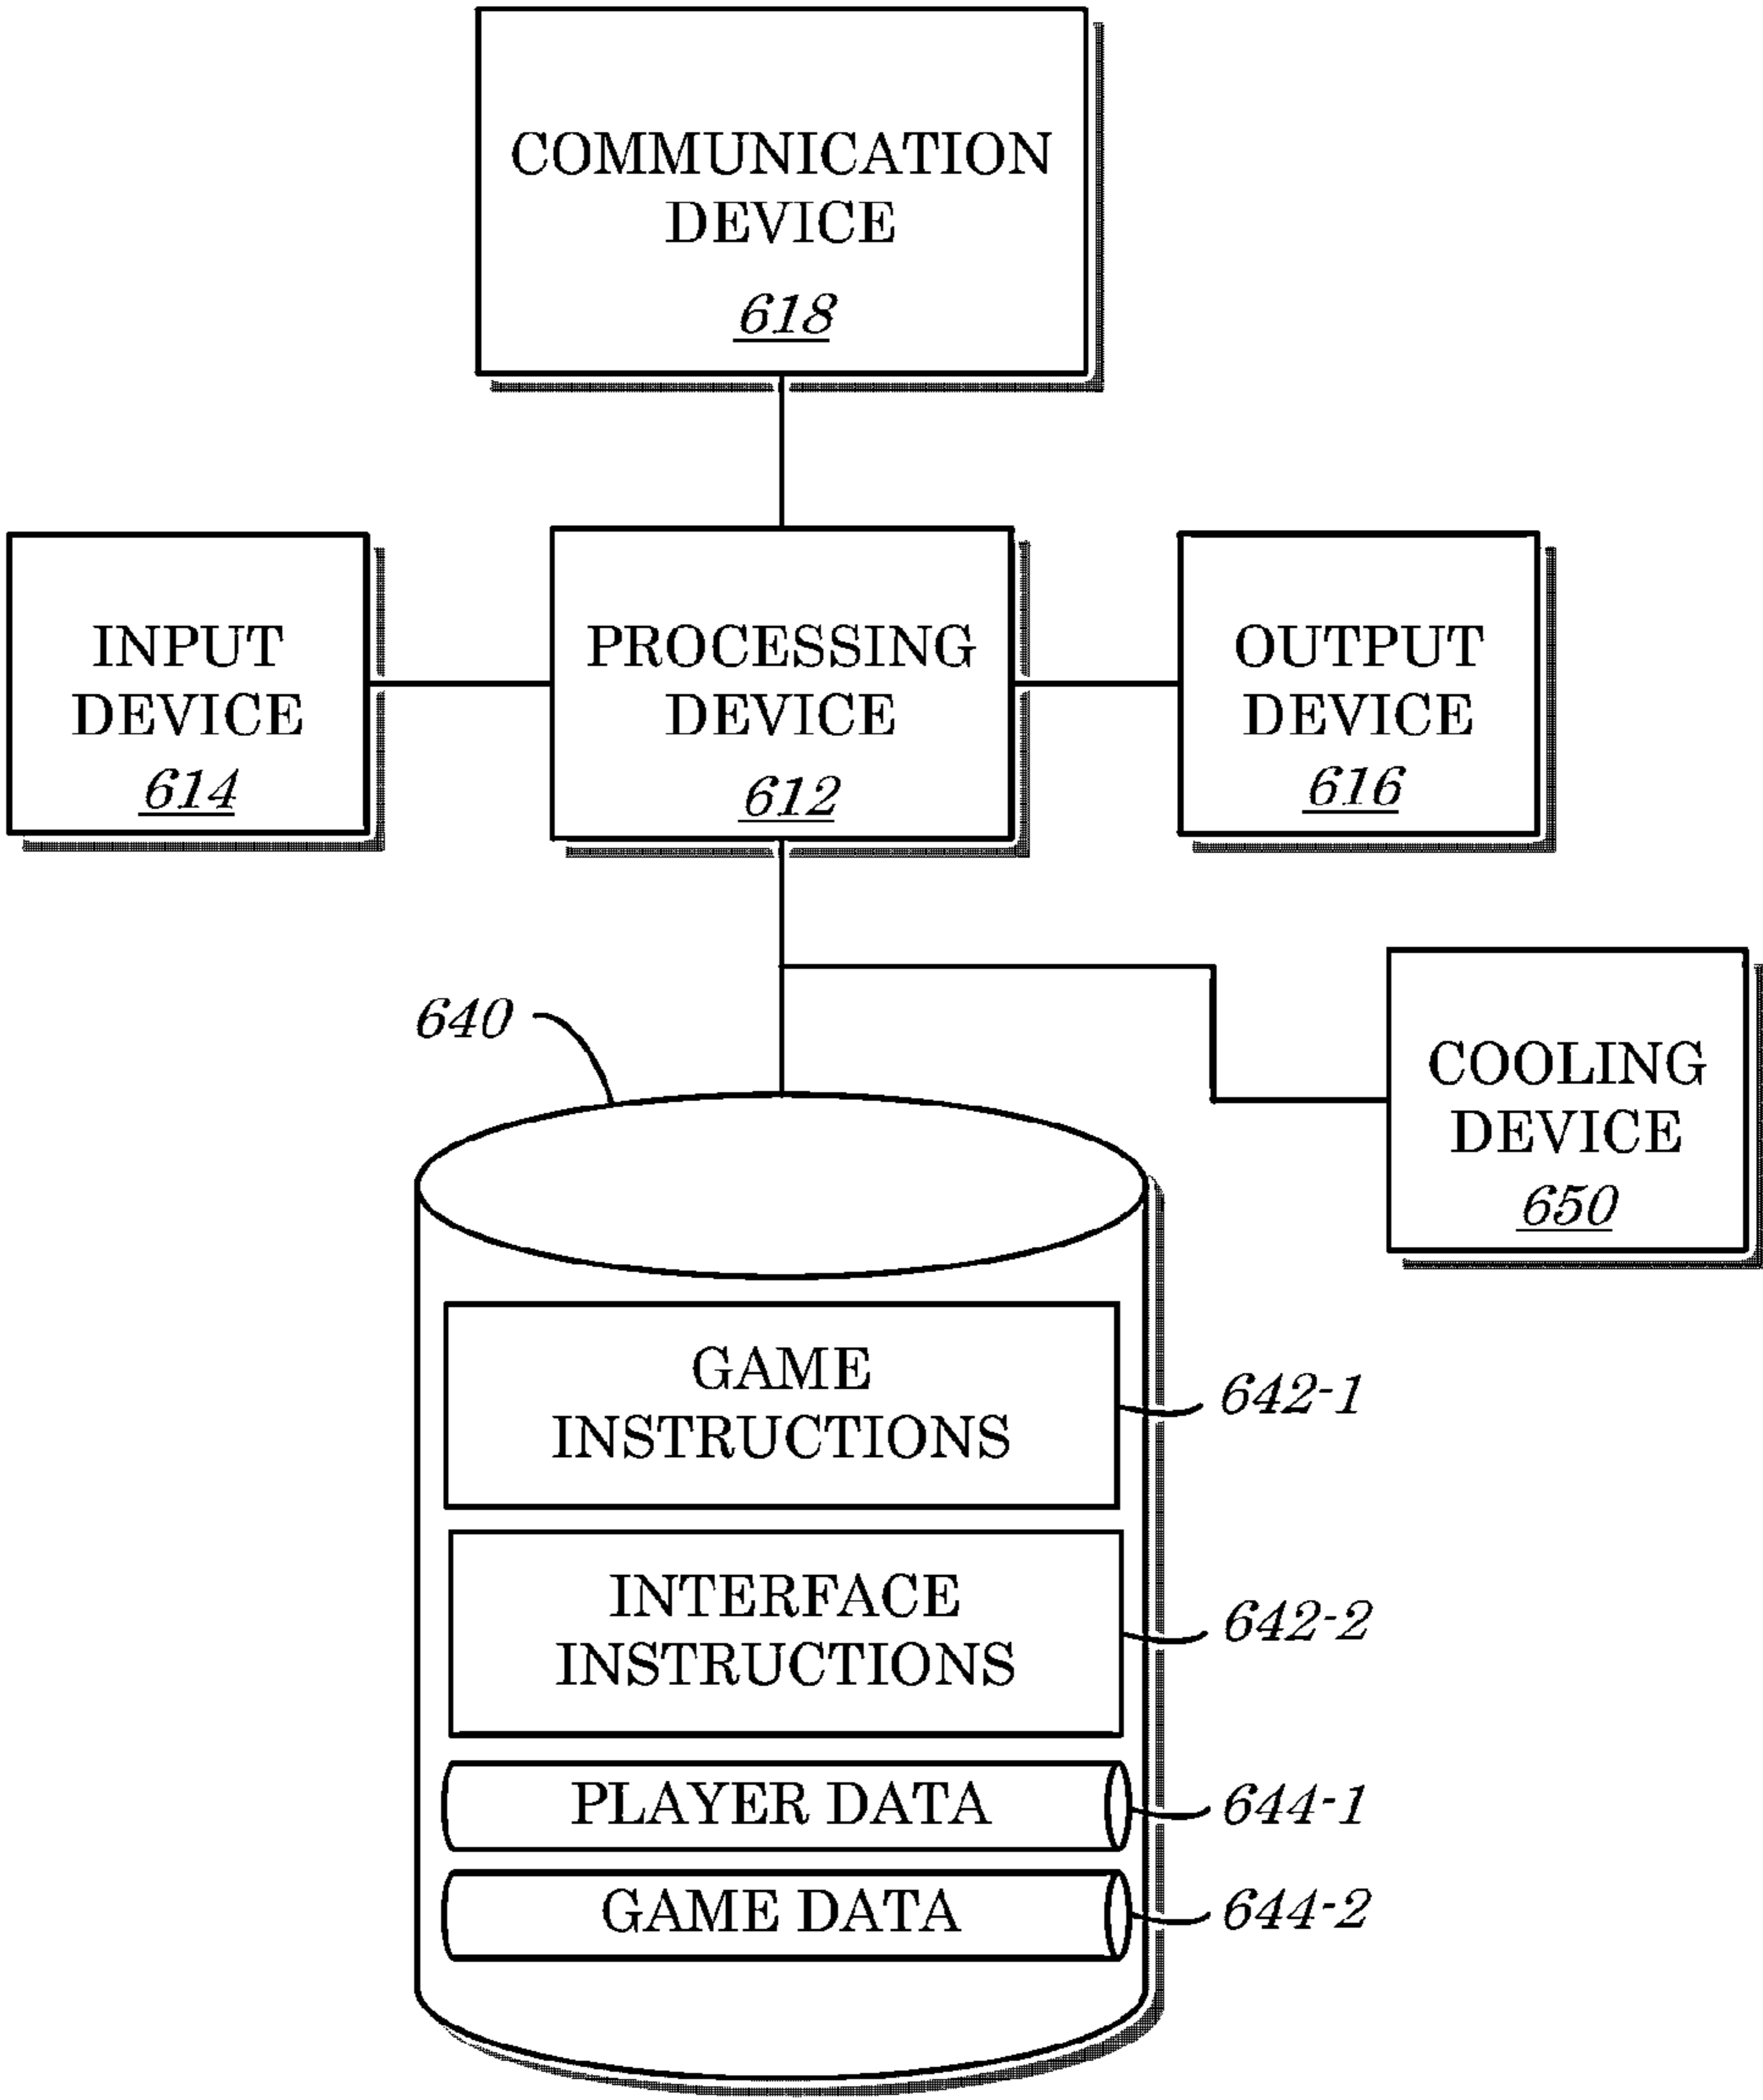 COMMUNICATION
DEVICE
618
INPUT
DEVICE
614
PROCESSING
DEVICE
612
OUTPUT
DEVICE
616
640
COOLING
DEVICE
650
GAME
INSTRUCTIONS
642-1
INTERFACE
INSTRUCTIONS
642-2
PLAYER DATA
644-1
GAME DATA
644-2